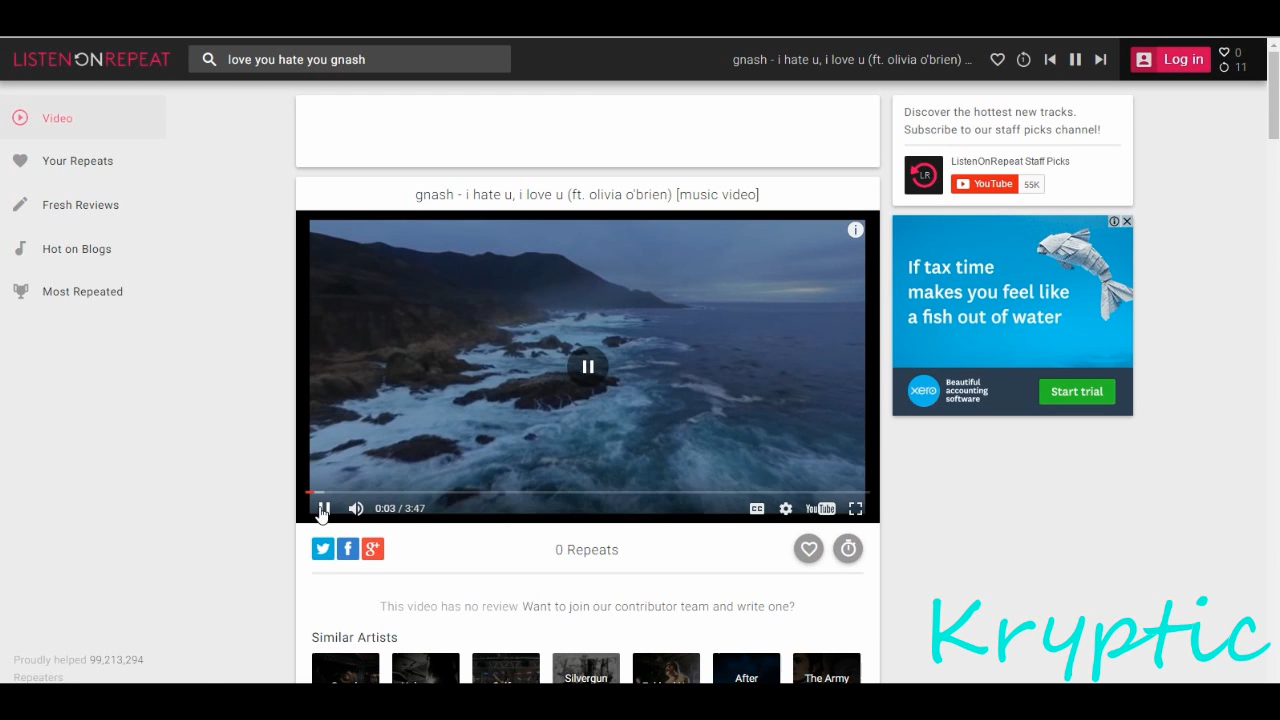 LISTENONREPEAT
love you hate you gnash
gnash - i hate u, i love u (ft. olivia o'brien) ...
Log in
0
11
Video
Your Repeats
Fresh Reviews
Hot on Blogs
Most Repeated
Proudly helped 99,213,294
Repeaters
gnash - i hate u, i love u (ft. olivia o'brien) [music video]
0:03 / 3:47
CC
YouTube
0 Repeats
This video has no review Want to join our contributor team and write one?
Similar Artists
Silvergun
After
The Army
Discover the hottest new tracks.
Subscribe to our staff picks channel!
LR
ListenOnRepeat Staff Picks
YouTube 55K
If tax time
makes you feel like
a fish out of water
xero
Beautiful
accounting
software
Start trial
Kryptic